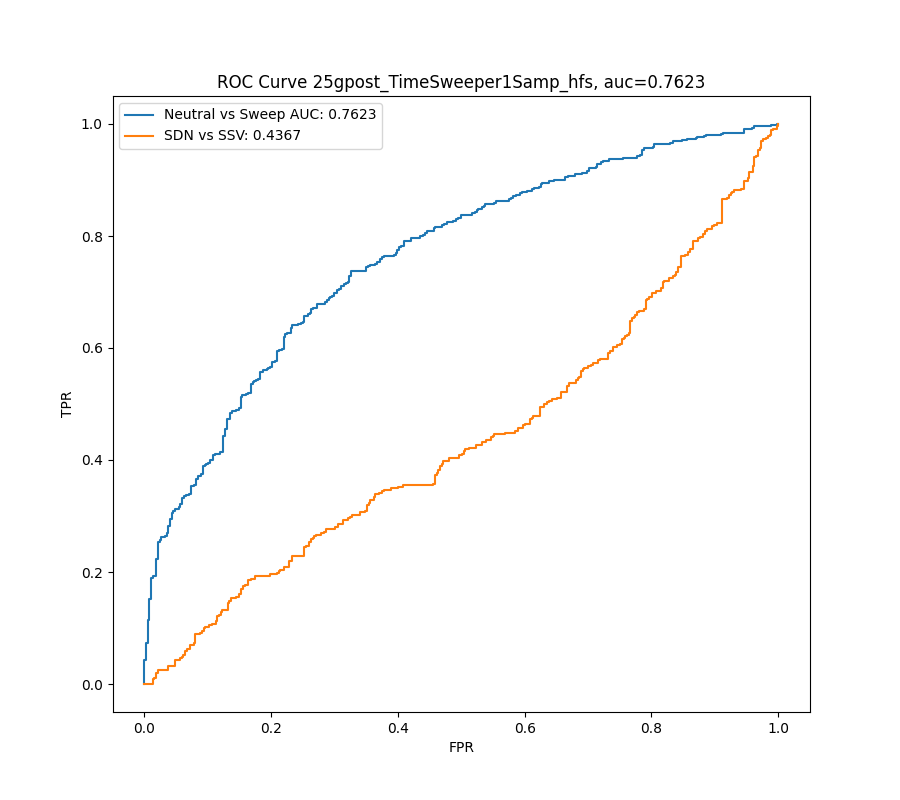 ROC Curve 25gpost_TimeSweeper1Samp_hfs, auc=0.7623
Neutral vs Sweep AUC: 0.7623
SDN vs SSV: 0.4367
1.0
0.8
0.6
0.4
0.2
0.0
TPR
0.0 0.2 0.4 0.6 0.8 1.0
FPR